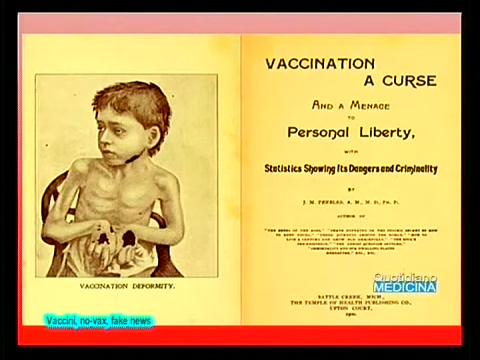 VACCINATION DEFORMITY.
VACCINATION
A CURSE
AND A MENACE
TO
Personal Liberty,
WITH
Statistics Showing Its Dangers and Criminality
BY
J. M. PEEBLES, A. M., M. D., PH. D.
AUTHOR OF
BATTLE CREEK, MICH.,
THE TEMPLE OF HEALTH PUBLISHING CO.,
UPTON COURT,
1900.
Quotidiano
MEDICINA
Vaccini, no-vax, fake news